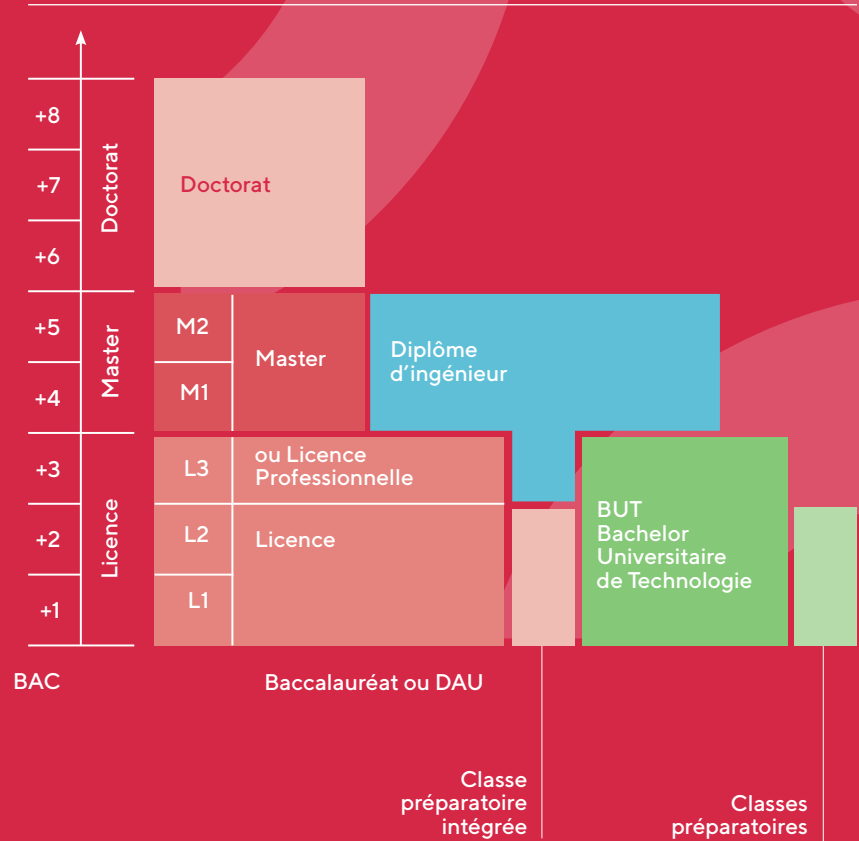 +8
+7
+6
+5
+4
+3
+2
+1
BAC
Doctorat
Master
Licence
Doctorat
M2
M1
Master
Diplôme
d'ingénieur
L3
L2
L1
ou Licence
Professionnelle
Licence
BUT
Bachelor
Universitaire
de Technologie
Baccalauréat ou DAU
Classe
préparatoire
intégrée
Classes
préparatoires